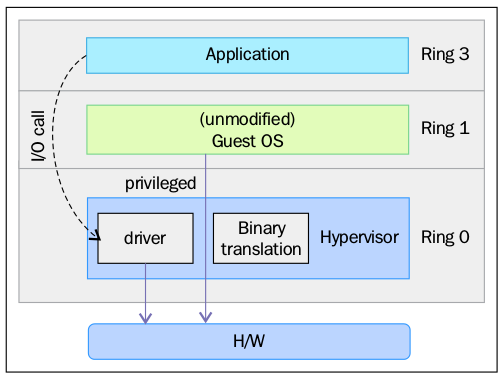 Application
Ring 3
I/O call
(unmodified)
Guest OS
Ring 1
privileged
driver
Binary
translation
Hypervisor
Ring 0
H/W